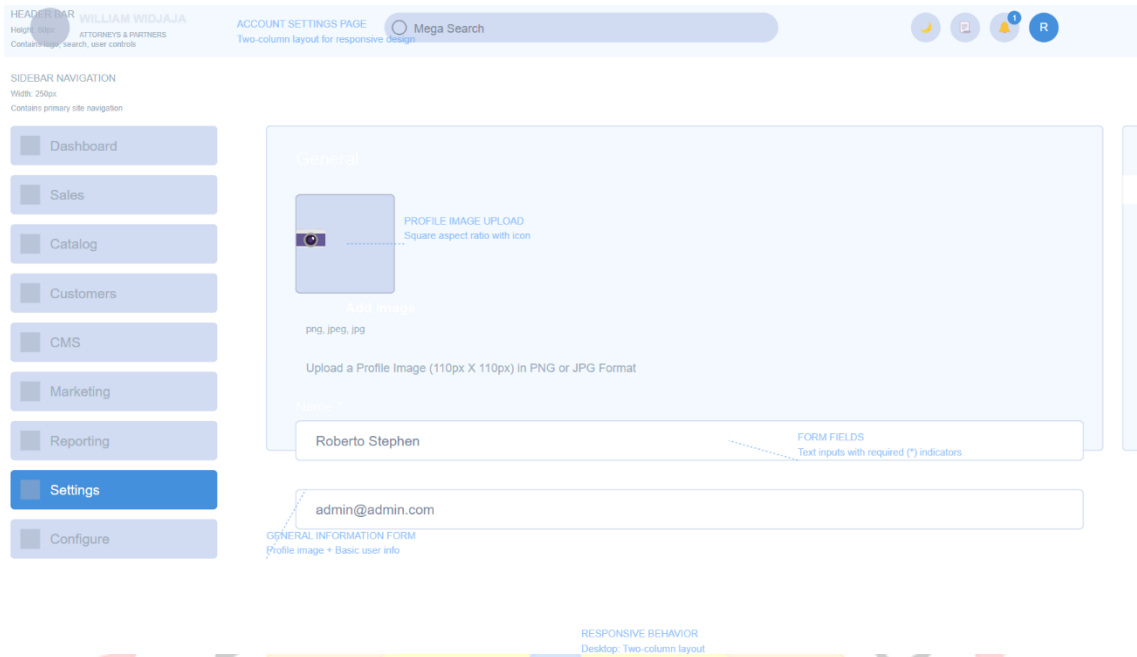 HEADER BAR
WILLIAM WIDJAJA
ATTORNEYS & PARTNERS
Height: 60px
Contains logo, search, user controls
ACCOUNT SETTINGS PAGE
Two-column layout for responsive design
Mega Search
1
R
SIDEBAR NAVIGATION
Width: 250px
Contains primary site navigation
Dashboard
Sales
Catalog
Customers
CMS
Marketing
Reporting
Settings
Configure
General
PROFILE IMAGE UPLOAD
Square aspect ratio with icon
Add Image
png, jpeg, jpg
Upload a Profile Image (110px X 110px) in PNG or JPG Format
Name *
Roberto Stephen
FORM FIELDS
Text inputs with required (*) indicators
admin@admin.com
GENERAL INFORMATION FORM
Profile image + Basic user info
RESPONSIVE BEHAVIOR
Desktop: Two-column layout